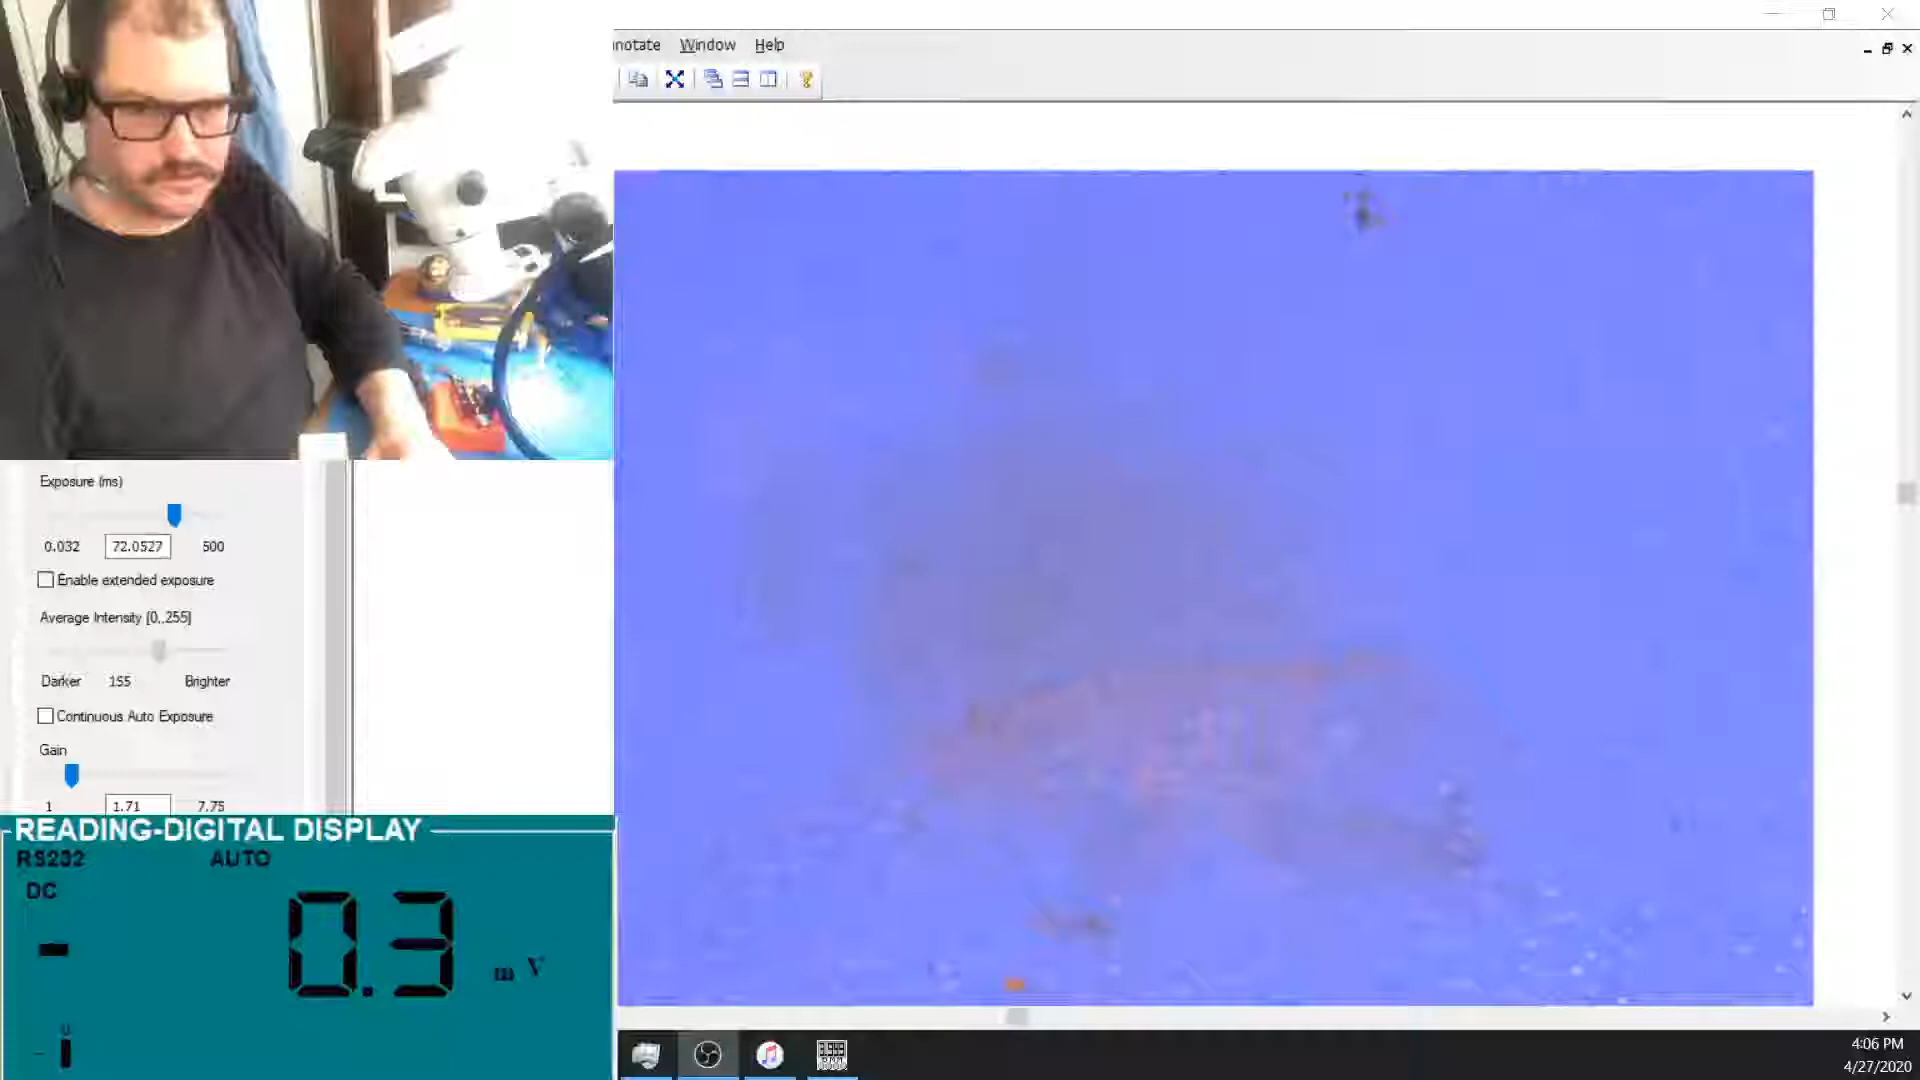 nnotate Window Help
Exposure (ms)
0.032 72.0527 500
Enable extended exposure
Average Intensity [0..255]
Darker 155 Brighter
Continuous Auto Exposure
Gain
1 1.71 7.75
READING-DIGITAL DISPLAY
RS232 AUTO
DC
- 0.3 m V
4:06 PM
4/27/2020